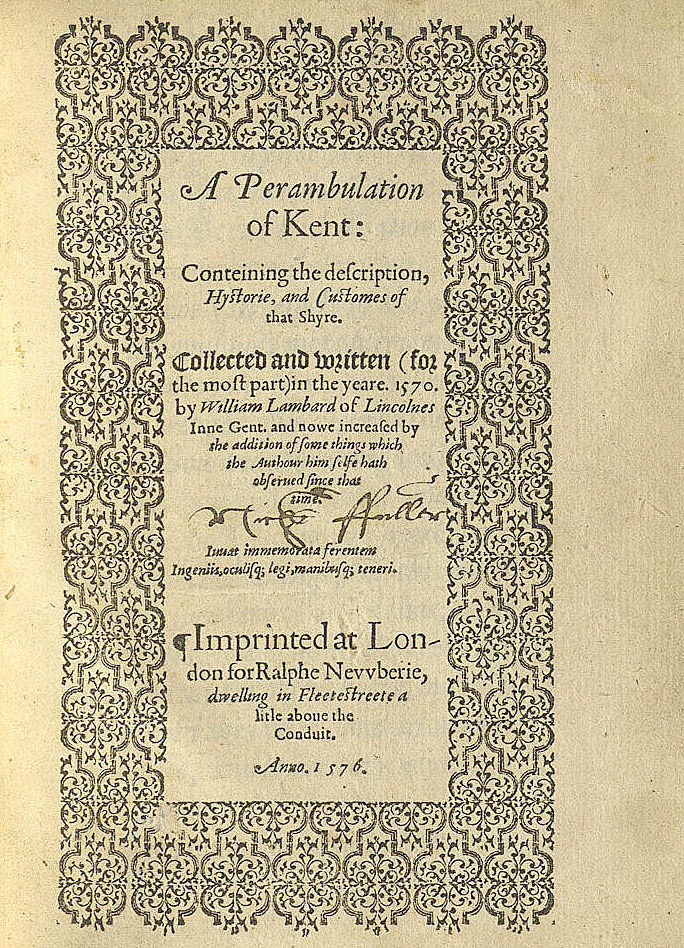 A Perambulation
of Kent:
Conteining the deſcription,
Hyſtorie, and Cuſtomes of
that Shyre.
Collected and written (for
the moſt part) in the yeare. 1570.
by William Lambard of Lincolnes
Inne Gent. and nowe increaſed by
the addition of ſome things which
the Authour him ſelfe hath
obſerued ſince that
time.
ffuller
Iuuat immemorata ferentem
Ingeniis, oculiſq; legi, manibuſq; teneri.
¶Imprinted at Lon-
don for Ralphe Nevvberie,
dwelling in Fleeteſtreete a
litle aboue the
Conduit.
Anno. 1576.